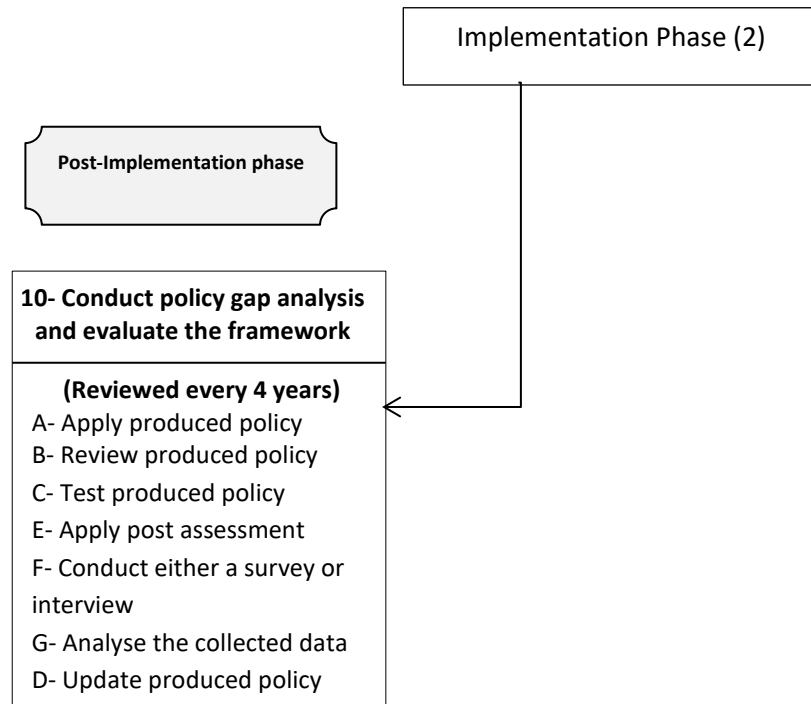 Implementation Phase (2)
Post-Implementation phase
10- Conduct policy gap analysis
and evaluate the framework
(Reviewed every 4 years)
A- Apply produced policy
B- Review produced policy
C- Test produced policy
E- Apply post assessment
F- Conduct either a survey or
interview
G- Analyse the collected data
D- Update produced policy